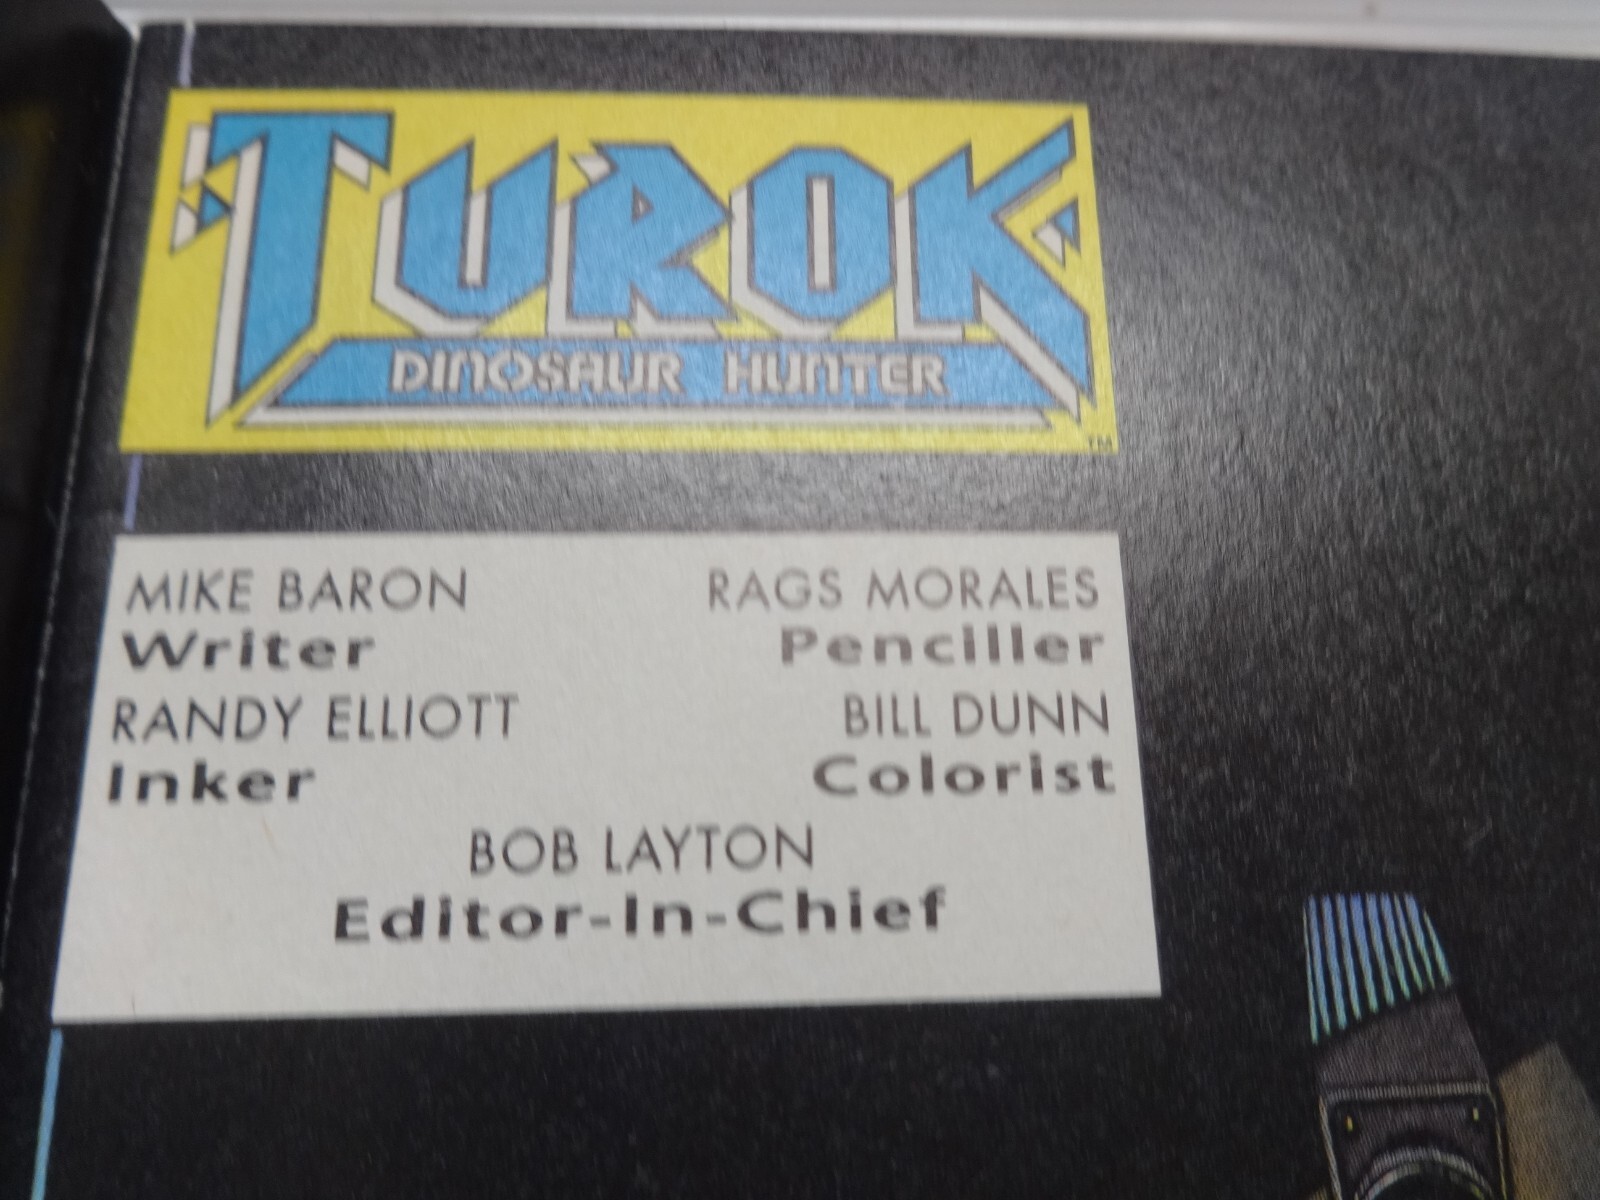 TUROK
DINOSAUR HUNTER
TM
MIKE BARON
Writer
RAGS MORALES
Penciller
RANDY ELLIOTT
Inker
BILL DUNN
Colorist
BOB LAYTON
Editor-In-Chief